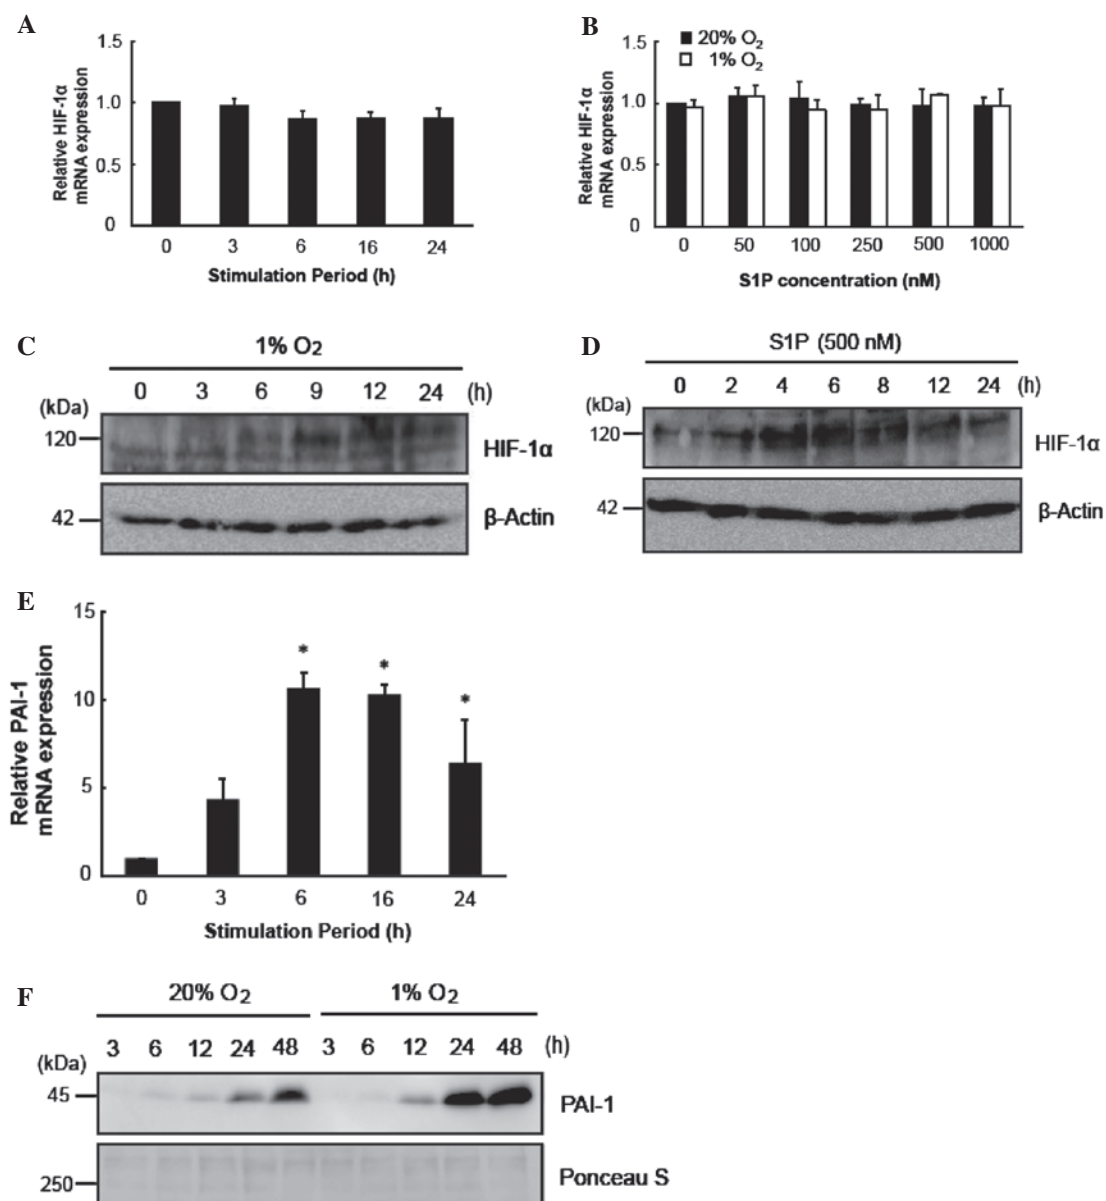 A
Relative HIF-1α
mRNA expression
1.5
1.0
0.5
0
0 3 6 16 24
Stimulation Period (h)
B
Relative HIF-1α
mRNA expression
1.5
1.0
0.5
0
20% O2
1% O2
0 50 100 250 500 1000
S1P concentration (nM)
C
1% O2
0 3 6 9 12 24 (h)
(kDa)
120
HIF-1α
42
β-Actin
D
S1P (500 nM)
0 2 4 6 8 12 24 (h)
(kDa)
120
HIF-1α
42
β-Actin
E
Relative PAI-1
mRNA expression
15
10
5
0
* * *
0 3 6 16 24
Stimulation Period (h)
F
20% O2 1% O2
3 6 12 24 48 3 6 12 24 48 (h)
(kDa)
45
PAI-1
250
Ponceau S